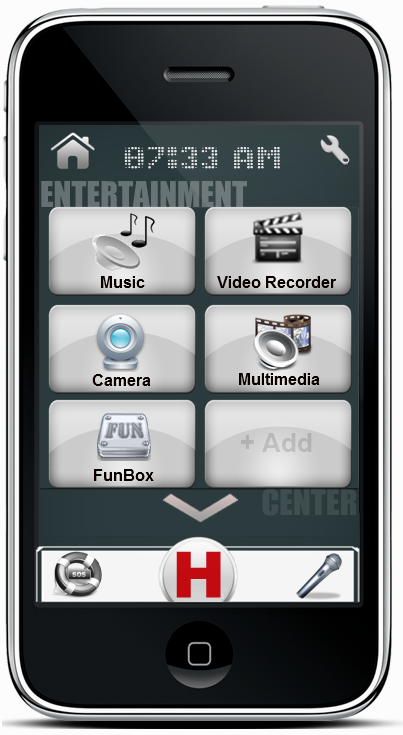 07:33 AM
ENTERTAINMENT
Music
Video Recorder
Camera
Multimedia
FUN
FunBox
+ Add
CENTER
SOS
H